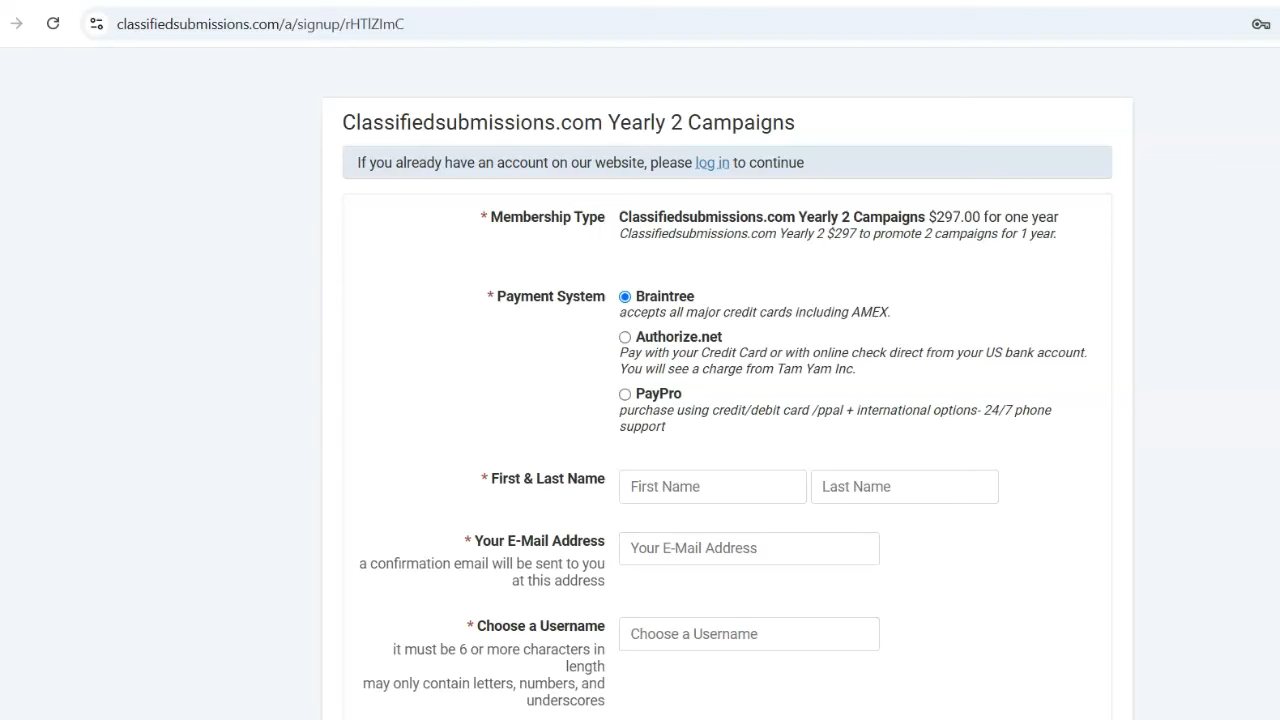 classifiedsubmissions.com/a/signup/rHTlZImC
Classifiedsubmissions.com Yearly 2 Campaigns
If you already have an account on our website, please log in to continue
* Membership Type
Classifiedsubmissions.com Yearly 2 Campaigns $297.00 for one year
Classifiedsubmissions.com Yearly 2 $297 to promote 2 campaigns for 1 year.
* Payment System
Braintree
accepts all major credit cards including AMEX.
Authorize.net
Pay with your Credit Card or with online check direct from your US bank account.
You will see a charge from Tam Yam Inc.
PayPro
purchase using credit/debit card /ppal + international options- 24/7 phone
support
* First & Last Name
First Name
Last Name
* Your E-Mail Address
a confirmation email will be sent to you
at this address
Your E-Mail Address
* Choose a Username
it must be 6 or more characters in
length
may only contain letters, numbers, and
underscores
Choose a Username